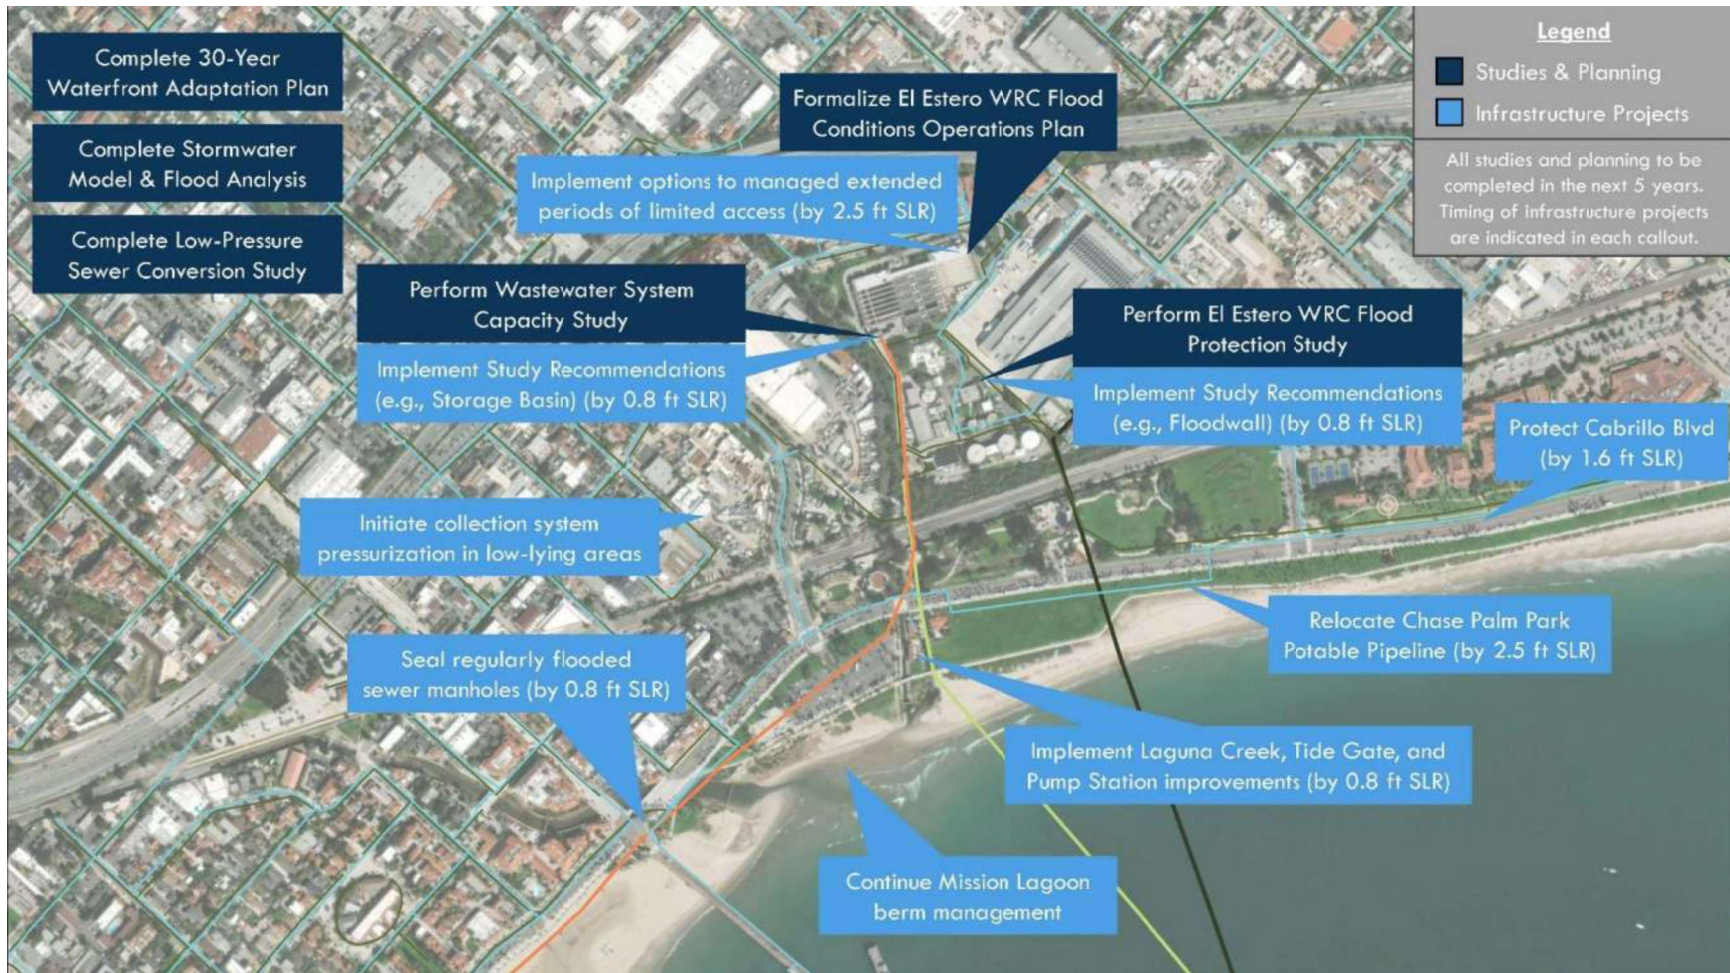 Complete 30-Year
Waterfront Adaptation Plan
Complete Stormwater
Model & Flood Analysis
Complete Low-Pressure
Sewer Conversion Study
Formalize El Estero WRC Flood
Conditions Operations Plan
Implement options to managed extended
periods of limited access (by 2.5 ft SLR)
Perform Wastewater System
Capacity Study
Implement Study Recommendations
(e.g., Storage Basin) (by 0.8 ft SLR)
Perform El Estero WRC Flood
Protection Study
Implement Study Recommendations
(e.g., Floodwall) (by 0.8 ft SLR)
Protect Cabrillo Blvd
(by 1.6 ft SLR)
Initiate collection system
pressurization in low-lying areas
Relocate Chase Palm Park
Potable Pipeline (by 2.5 ft SLR)
Seal regularly flooded
sewer manholes (by 0.8 ft SLR)
Implement Laguna Creek, Tide Gate, and
Pump Station improvements (by 0.8 ft SLR)
Continue Mission Lagoon
berm management
Legend
Studies & Planning
Infrastructure Projects
All studies and planning to be
completed in the next 5 years.
Timing of infrastructure projects
are indicated in each callout.